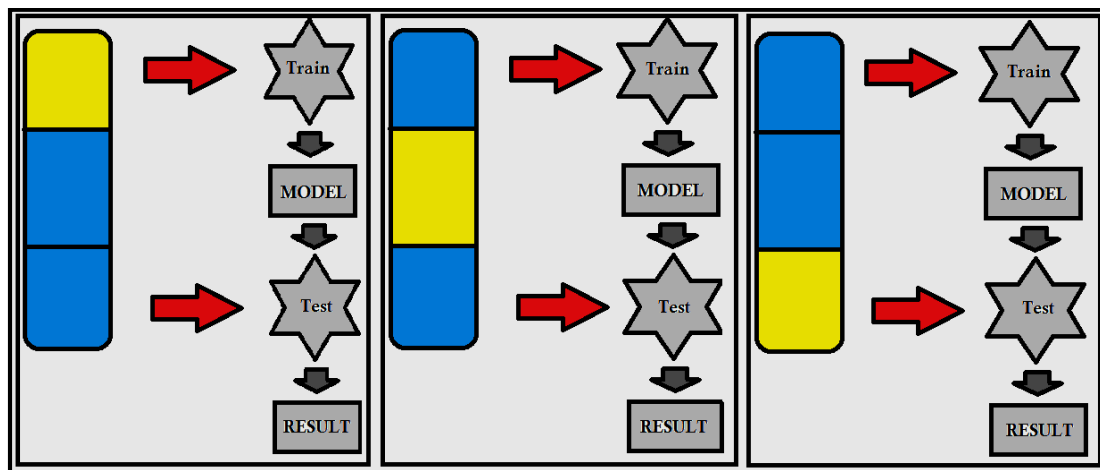 Train
MODEL
Test
RESULT
Train
MODEL
Test
RESULT
Train
MODEL
Test
RESULT